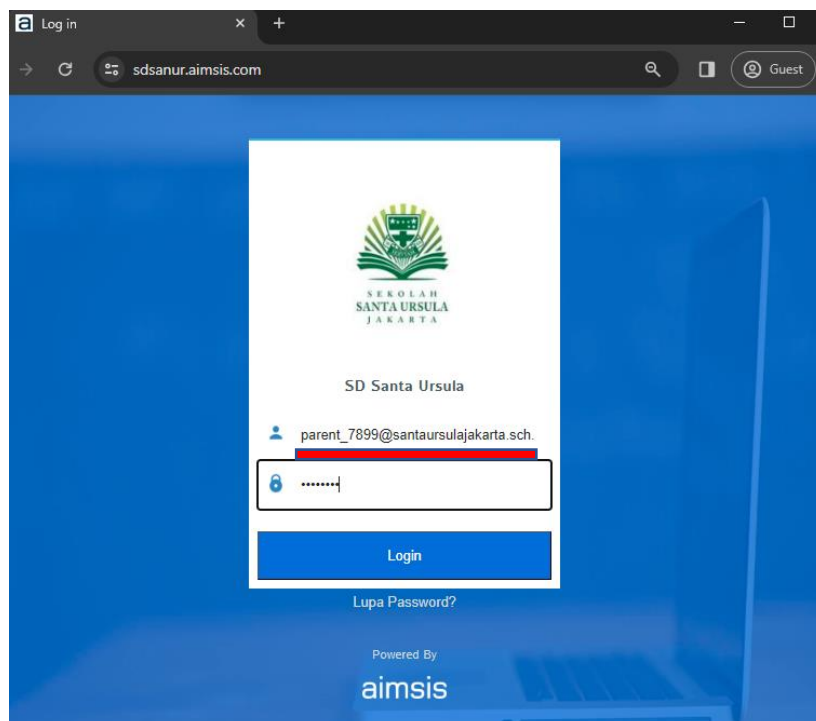 Log in
sdsanur.aimsis.com
Guest
SEKOLAH
SANTA URSULA
JAKARTA
SD Santa Ursula
parent_7899@santaursulajakarta.sch.
••••••••
Login
Lupa Password?
Powered By
aimsis